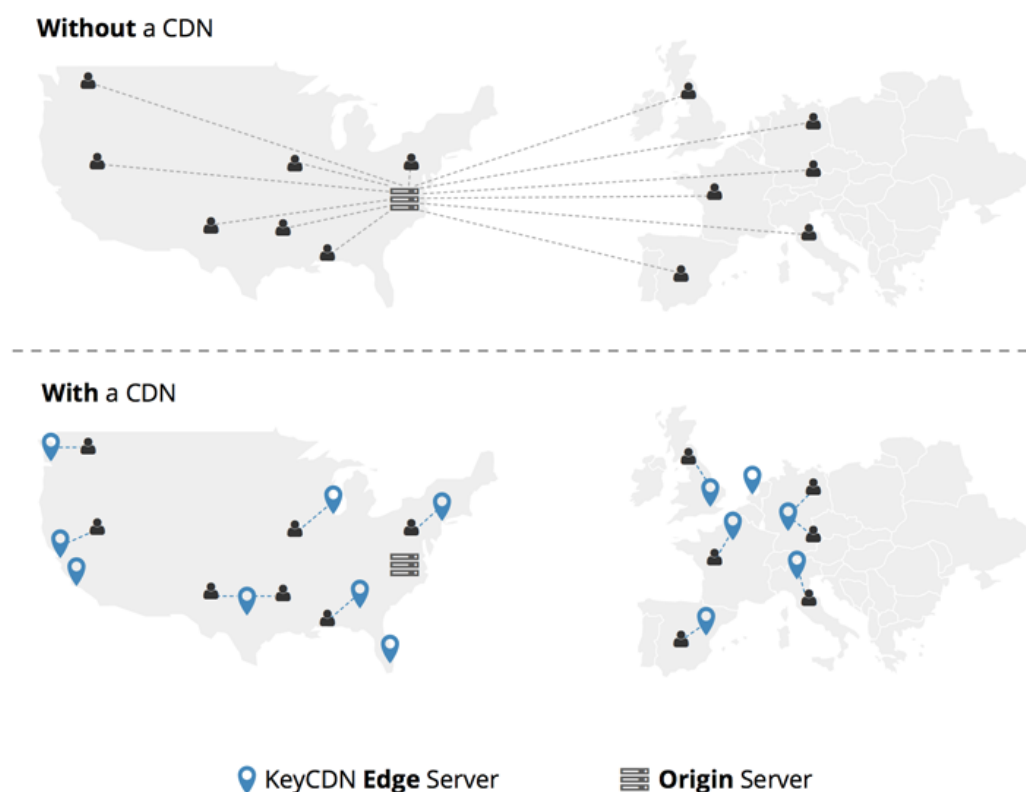 Without a CDN
With a CDN
KeyCDN Edge Server
Origin Server